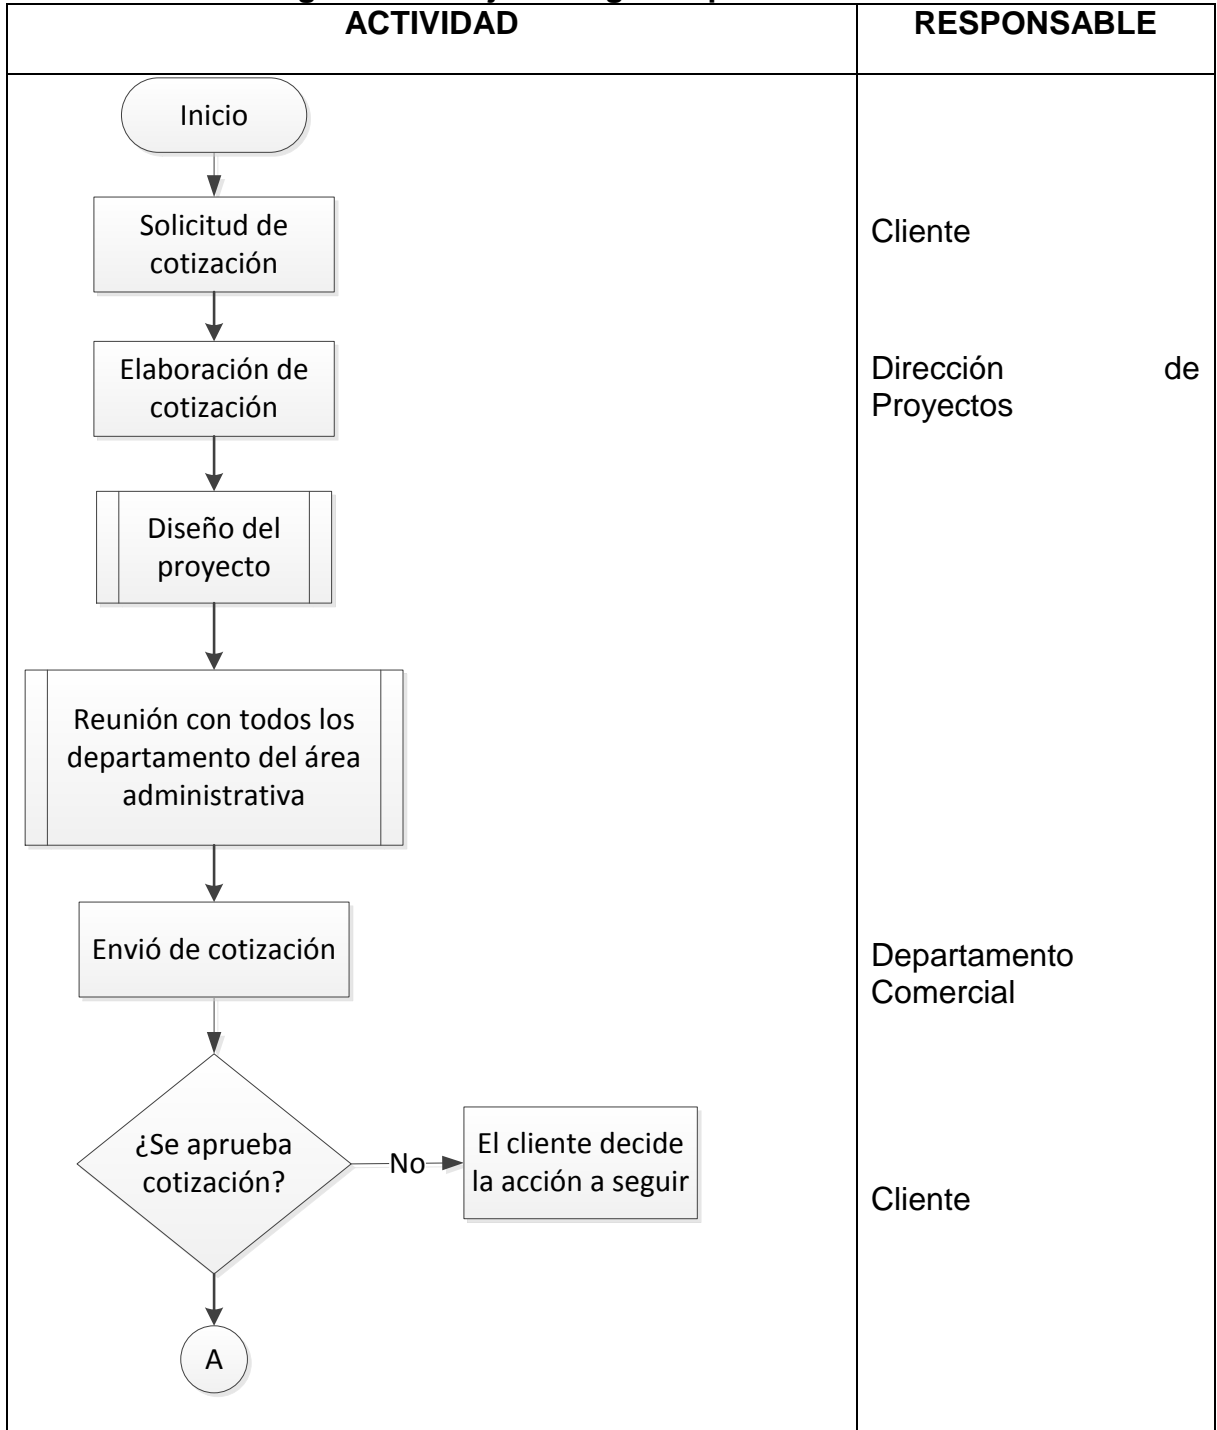 ACTIVIDAD
RESPONSABLE
Inicio
Solicitud de
cotización
Cliente
Elaboración de
cotización
Dirección de
Proyectos
Diseño del
proyecto
Reunión con todos los
departamento del área
administrativa
Envió de cotización
Departamento
Comercial
¿Se aprueba
cotización?
No
El cliente decide
la acción a seguir
Cliente
A